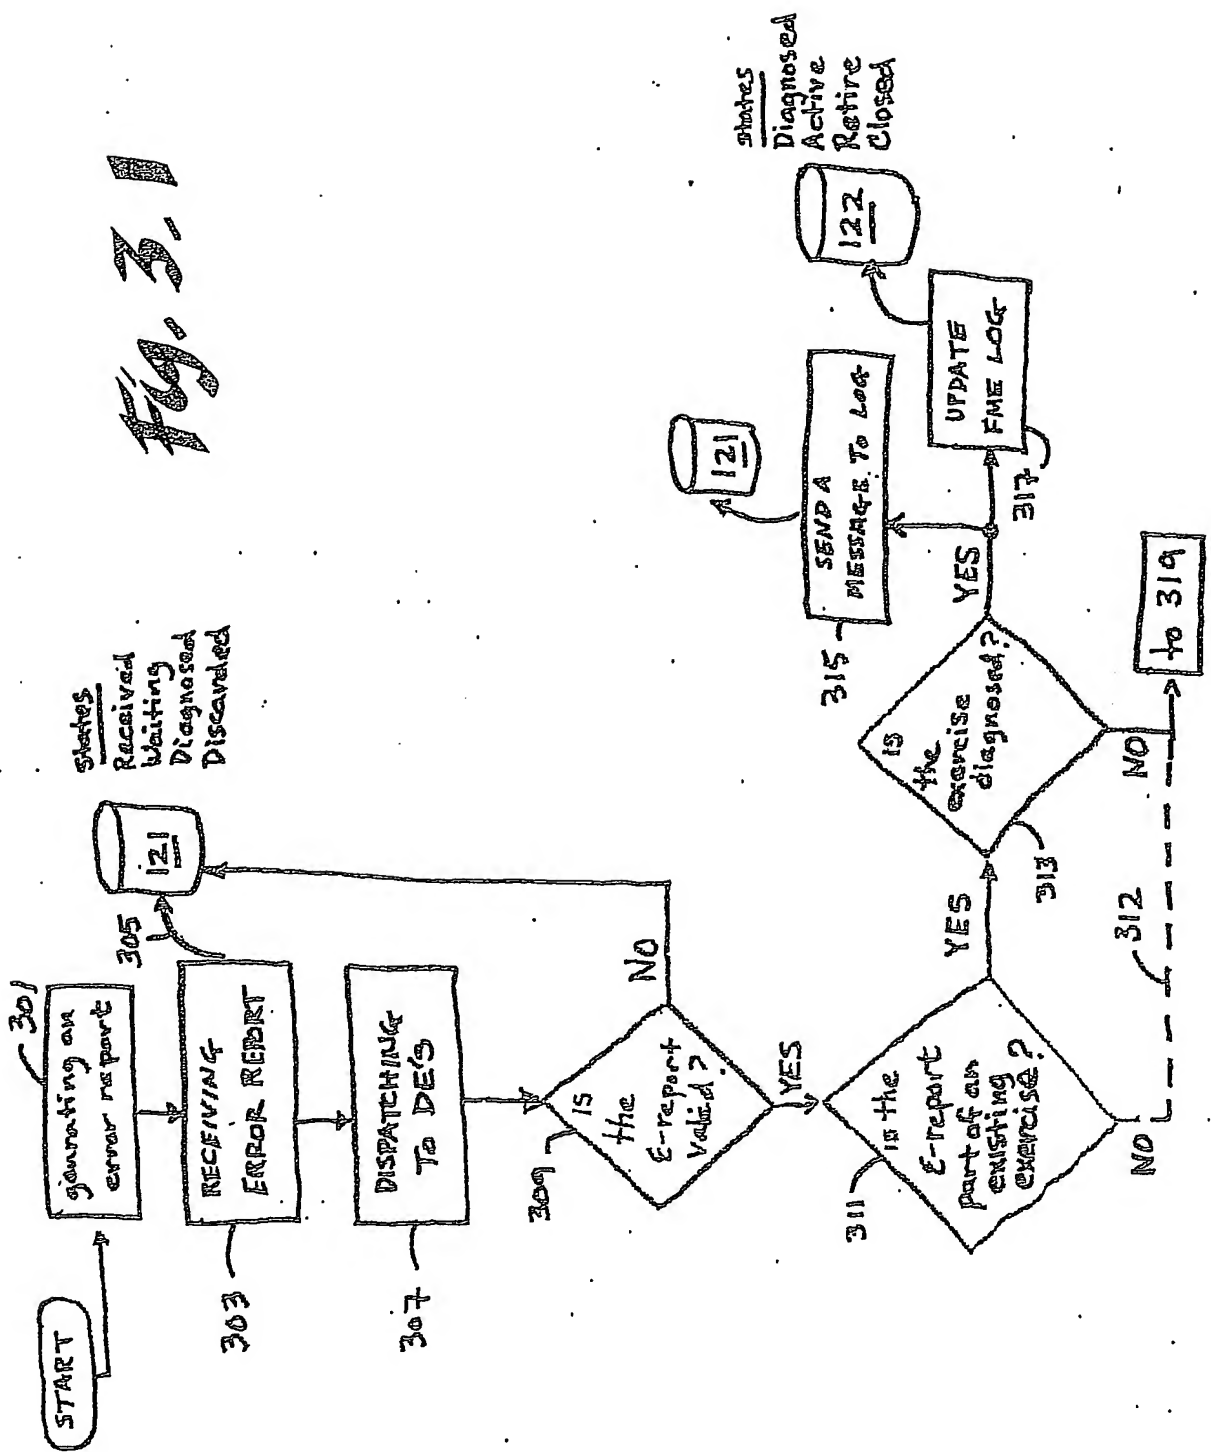 Fig. 3.1
START
301
gennating an
error report
305
121
States
Received
Waiting
Diagnosed
Discarded
303
RECEIVING
ERROR REPORT
307
DISPATCHING
TO DE'S
309
is
the
E-report
valid?
NO
YES
311
is the
E-report
part of an
existing
exercise?
YES
NO
312
313
is
the
exercise
diagnosed?
YES
NO
to 319
315
SEND A
MESSAGE TO LOG
121
317
UPDATE
FME LOG
122
States
Diagnosed
Active
Retire
Closed